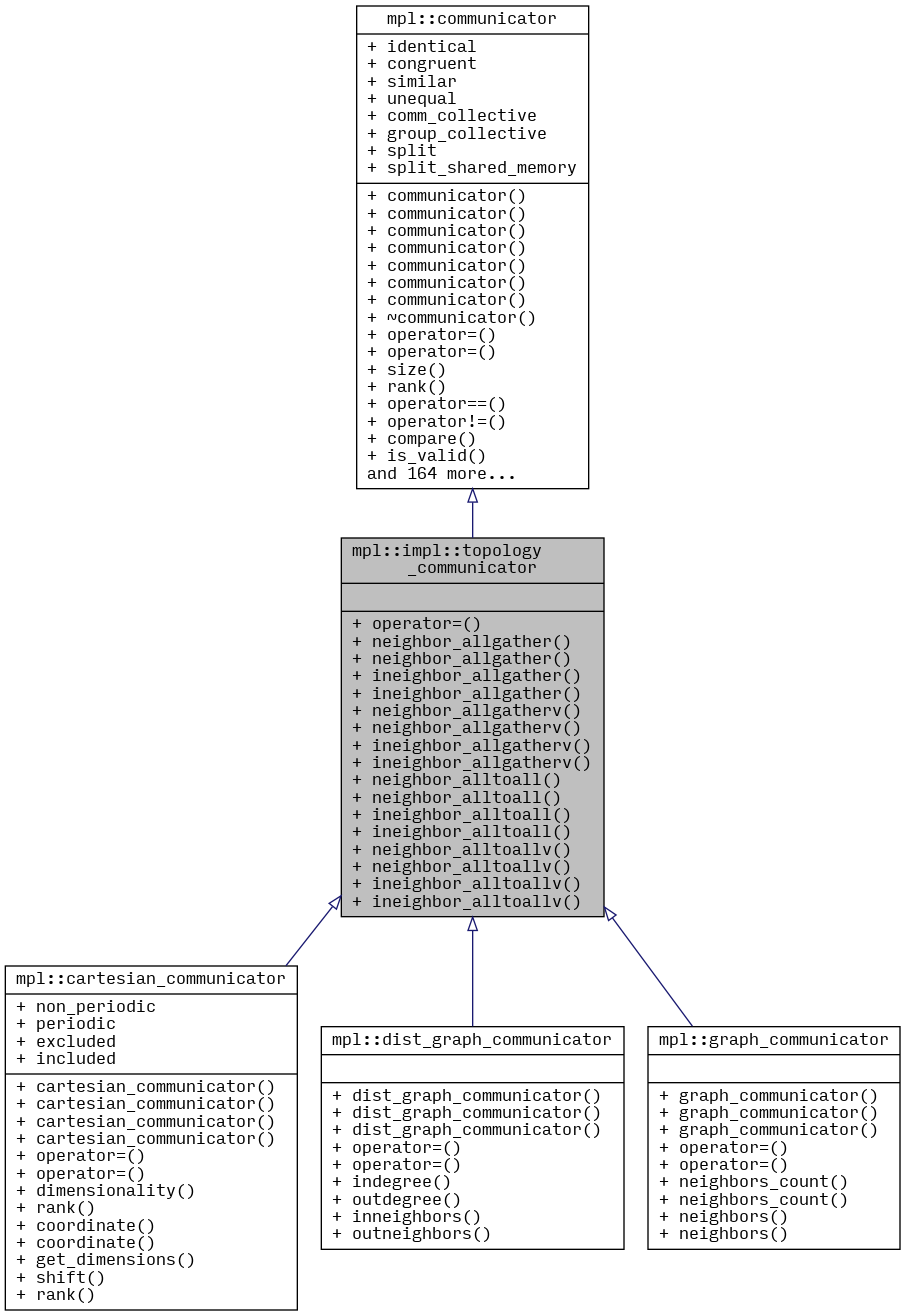 mpl::communicator
+ identical
+ congruent
+ similar
+ unequal
+ comm_collective
+ group_collective
+ split
+ split_shared_memory
+ communicator()
+ communicator()
+ communicator()
+ communicator()
+ communicator()
+ communicator()
+ communicator()
+ ~communicator()
+ operator=()
+ operator=()
+ size()
+ rank()
+ operator==()
+ operator!=()
+ compare()
+ is_valid()
and 164 more...
mpl::impl::topology
_communicator
+ operator=()
+ neighbor_allgather()
+ neighbor_allgather()
+ ineighbor_allgather()
+ ineighbor_allgather()
+ neighbor_allgatherv()
+ neighbor_allgatherv()
+ ineighbor_allgatherv()
+ ineighbor_allgatherv()
+ neighbor_alltoall()
+ neighbor_alltoall()
+ ineighbor_alltoall()
+ ineighbor_alltoall()
+ neighbor_alltoallv()
+ neighbor_alltoallv()
+ ineighbor_alltoallv()
+ ineighbor_alltoallv()
mpl::cartesian_communicator
+ non_periodic
+ periodic
+ excluded
+ included
+ cartesian_communicator()
+ cartesian_communicator()
+ cartesian_communicator()
+ cartesian_communicator()
+ operator=()
+ operator=()
+ dimensionality()
+ rank()
+ coordinate()
+ coordinate()
+ get_dimensions()
+ shift()
+ rank()
mpl::dist_graph_communicator
+ dist_graph_communicator()
+ dist_graph_communicator()
+ dist_graph_communicator()
+ operator=()
+ operator=()
+ indegree()
+ outdegree()
+ inneighbors()
+ outneighbors()
mpl::graph_communicator
+ graph_communicator()
+ graph_communicator()
+ graph_communicator()
+ operator=()
+ operator=()
+ neighbors_count()
+ neighbors_count()
+ neighbors()
+ neighbors()